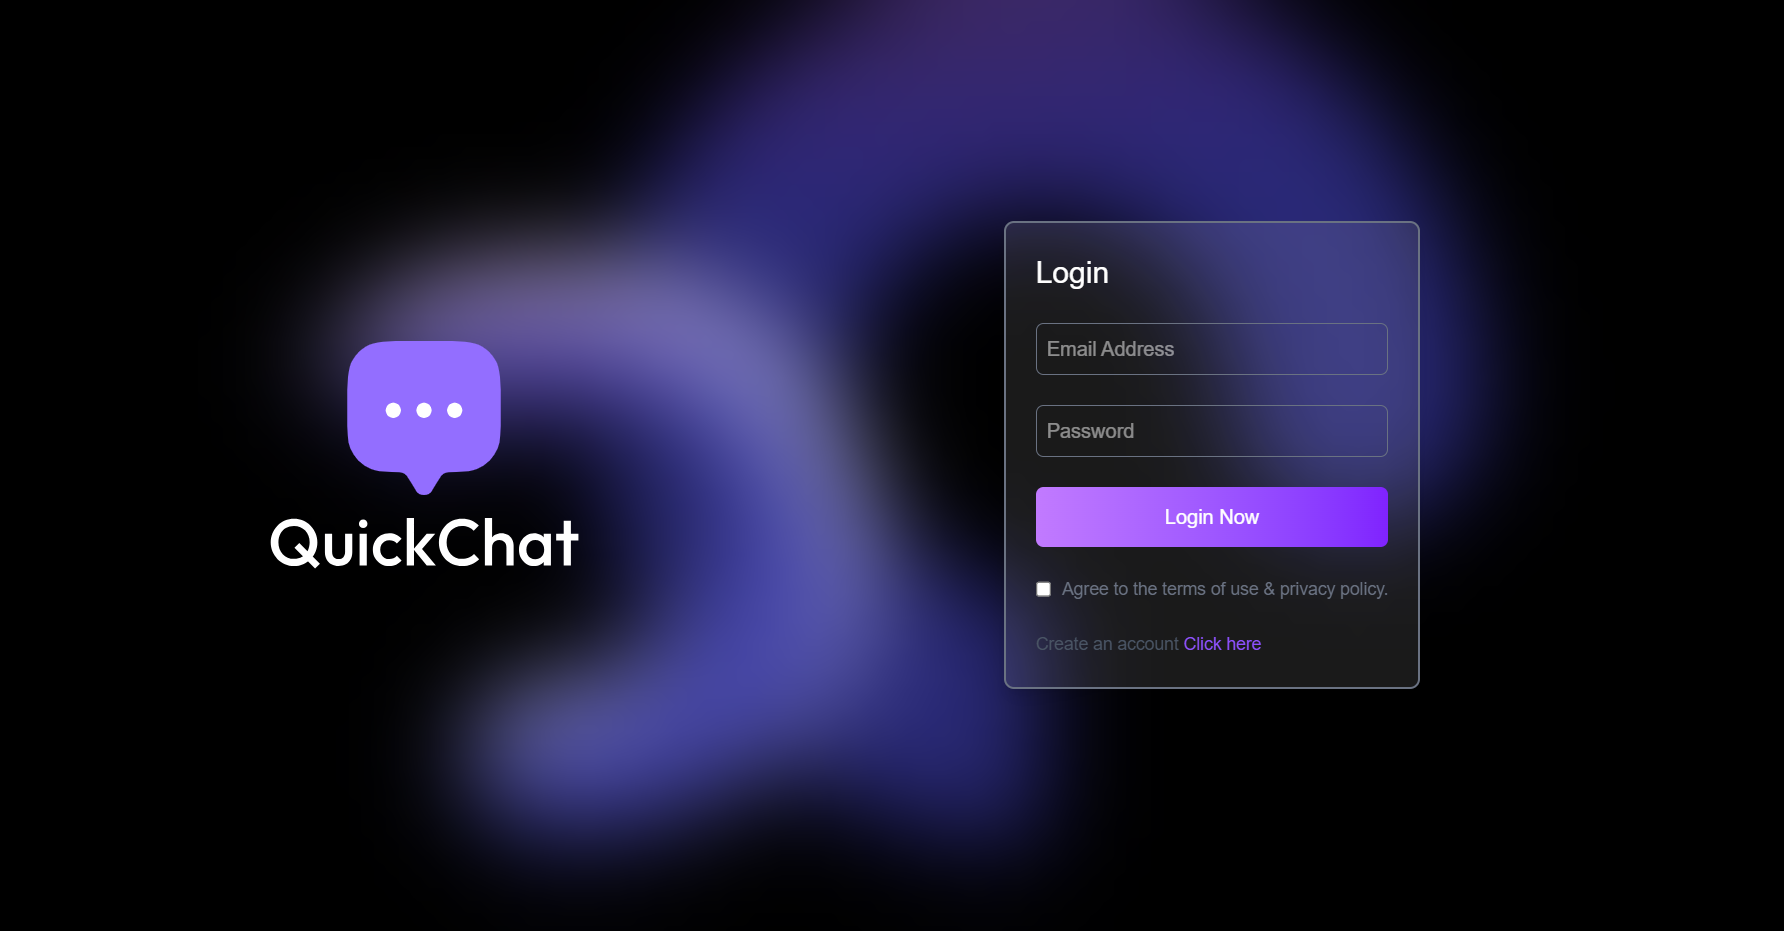 QuickChat
Login
Email Address
Password
Login Now
Agree to the terms of use & privacy policy.
Create an account Click here